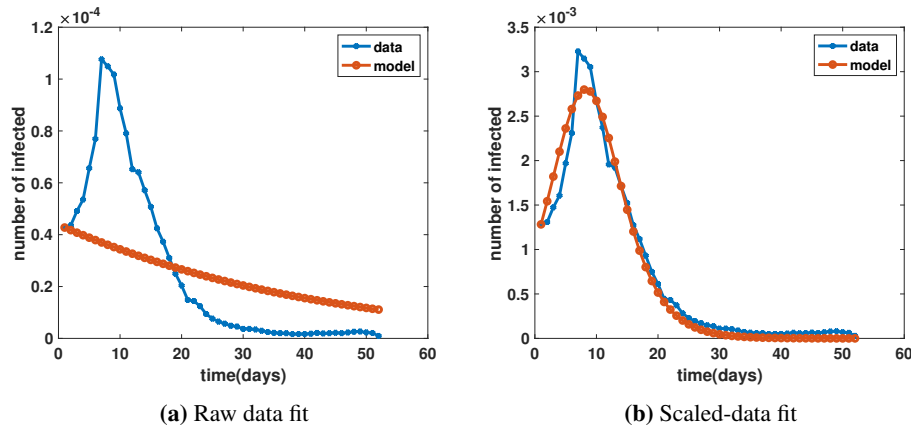 ×10⁻⁴
1.2
1
0.8
0.6
0.4
0.2
0
number of infected
data
model
0 10 20 30 40 50 60
time(days)
(a) Raw data fit
×10⁻³
3.5
3
2.5
2
1.5
1
0.5
0
number of infected
data
model
0 10 20 30 40 50 60
time(days)
(b) Scaled-data fit